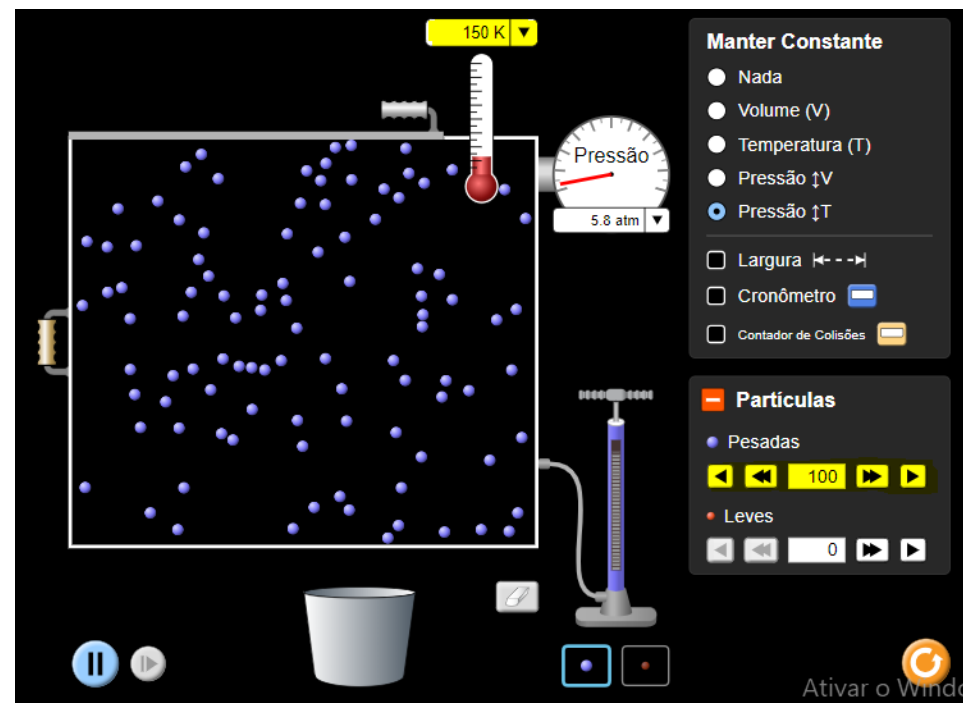 150 K
Pressão
5.8 atm
Manter Constante
Nada
Volume (V)
Temperatura (T)
Pressão ↕V
Pressão ↕T
Largura
Cronômetro
Contador de Colisões
Partículas
Pesadas
100
Leves
0
Ativar o Windo